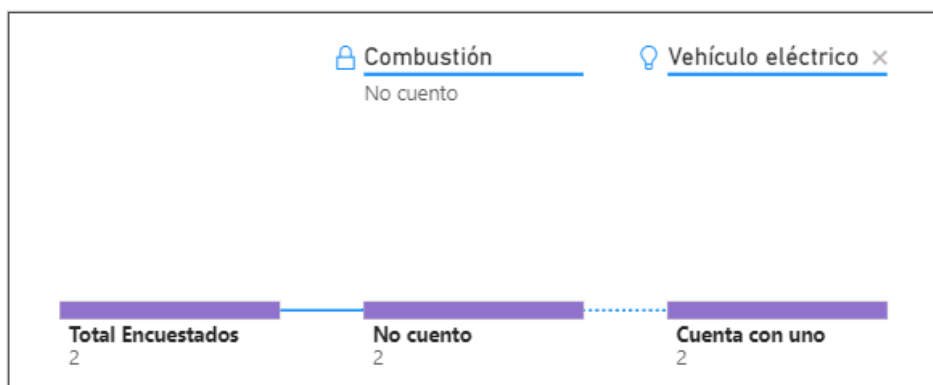 Combustión
Vehículo eléctrico
No cuento
Total Encuestados
2
No cuento
2
Cuenta con uno
2